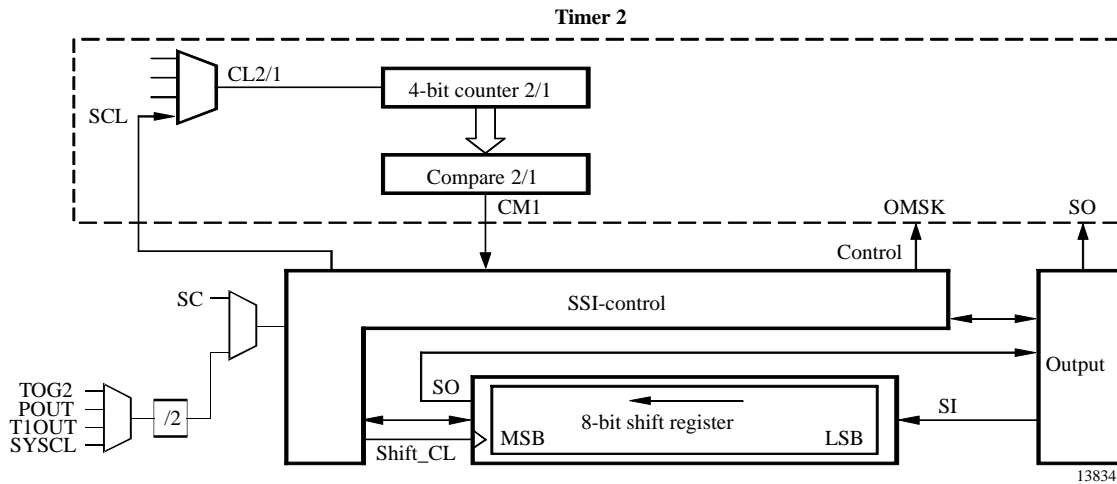 Timer 2
CL2/1
4-bit counter 2/1
SCL
Compare 2/1
CM1
OMSK
SO
Control
SC
SSI-control
TOG2
POUT
T1OUT
SYSCL
/2
SO
Output
SI
8-bit shift register
MSB
LSB
Shift_CL
13834